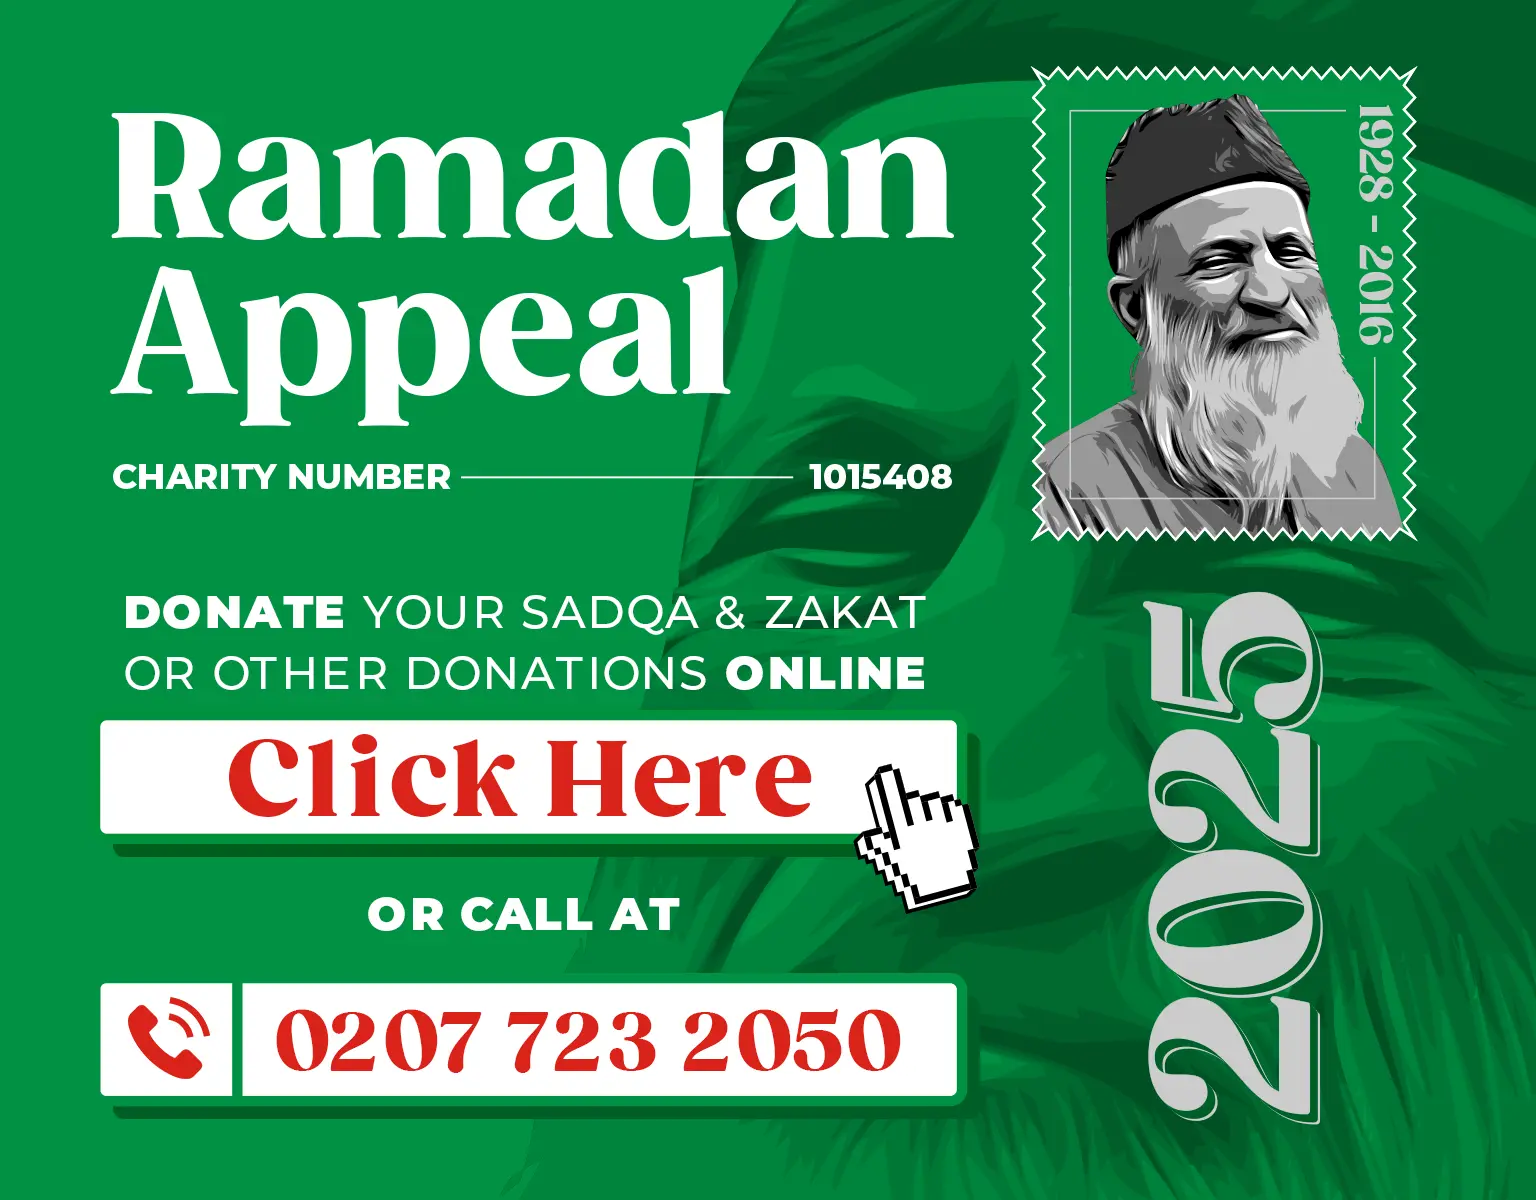 Ramadan
Appeal
CHARITY NUMBER 1015408
DONATE YOUR SADQA & ZAKAT
OR OTHER DONATIONS ONLINE
Click Here
OR CALL AT
0207 723 2050
1928 - 2016
2025